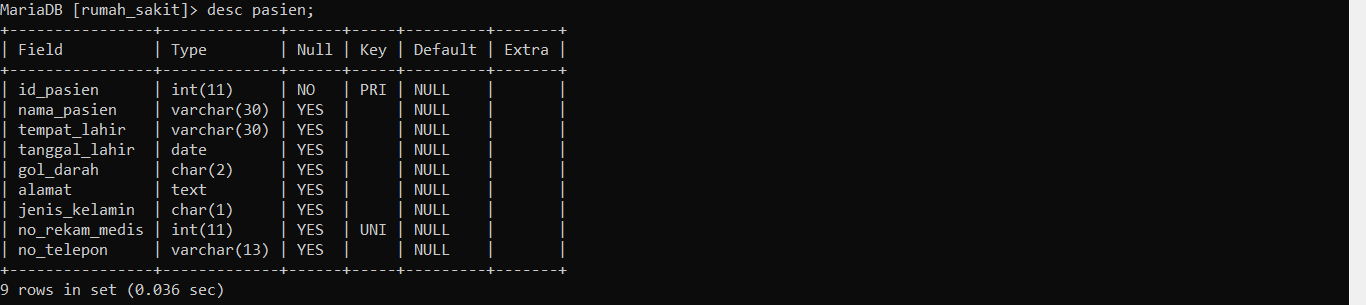 MariaDB [rumah_sakit]> desc pasien;
+----------------+-------------+------+-----+---------+-------+
| Field          | Type        | Null | Key | Default | Extra |
+----------------+-------------+------+-----+---------+-------+
| id_pasien      | int(11)     | NO   | PRI | NULL    |       |
| nama_pasien    | varchar(30) | YES  |     | NULL    |       |
| tempat_lahir   | varchar(30) | YES  |     | NULL    |       |
| tanggal_lahir  | date        | YES  |     | NULL    |       |
| gol_darah      | char(2)     | YES  |     | NULL    |       |
| alamat         | text        | YES  |     | NULL    |       |
| jenis_kelamin  | char(1)     | YES  |     | NULL    |       |
| no_rekam_medis | int(11)     | YES  | UNI | NULL    |       |
| no_telepon     | varchar(13) | YES  |     | NULL    |       |
+----------------+-------------+------+-----+---------+-------+
9 rows in set (0.036 sec)